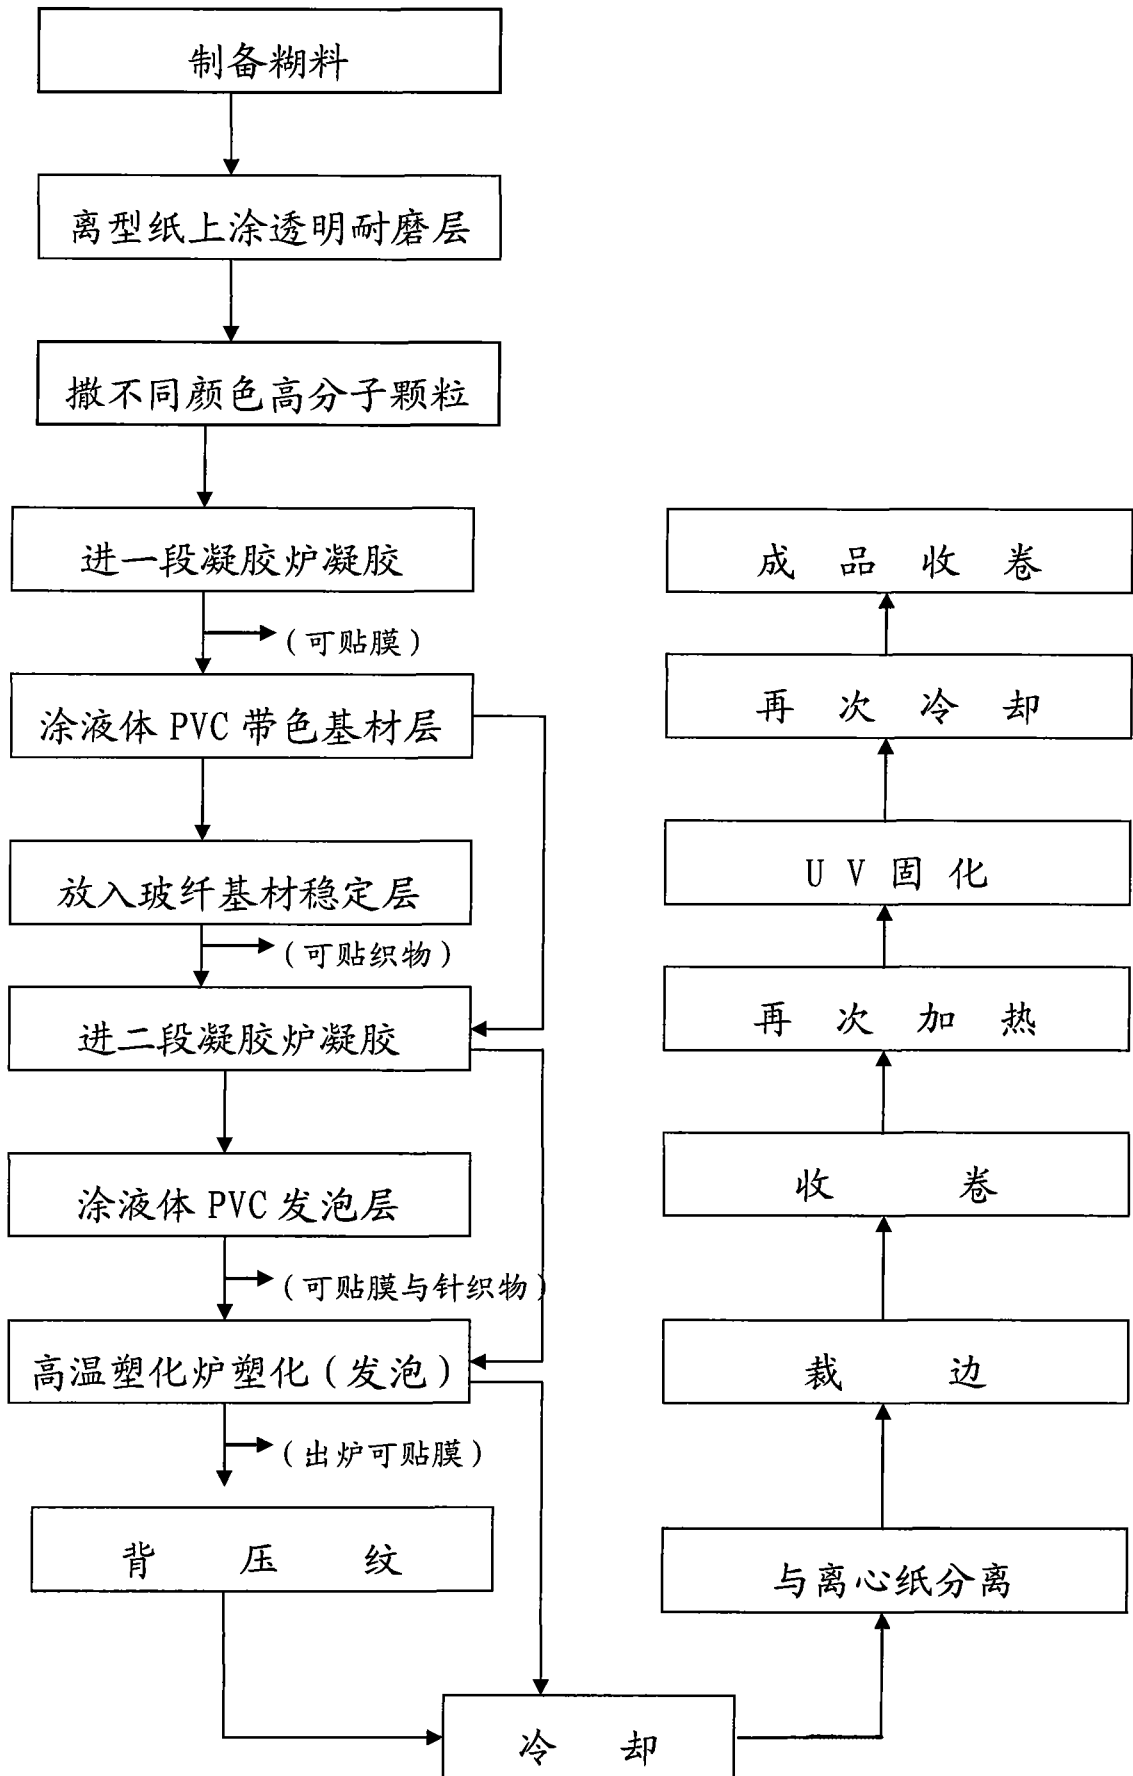 制备糊料
离型纸上涂透明耐磨层
撒不同颜色高分子颗粒
进一段凝胶炉凝胶
(可贴膜)
涂液体 PVC 带色基材层
放入玻纤基材稳定层
(可贴织物)
进二段凝胶炉凝胶
涂液体 PVC 发泡层
(可贴膜与针织物)
高温塑化炉塑化(发泡)
(出炉可贴膜)
背 压 纹
冷 却
与离心纸分离
裁 边
收 卷
再 次 加 热
U V 固 化
再 次 冷 却
成 品 收 卷